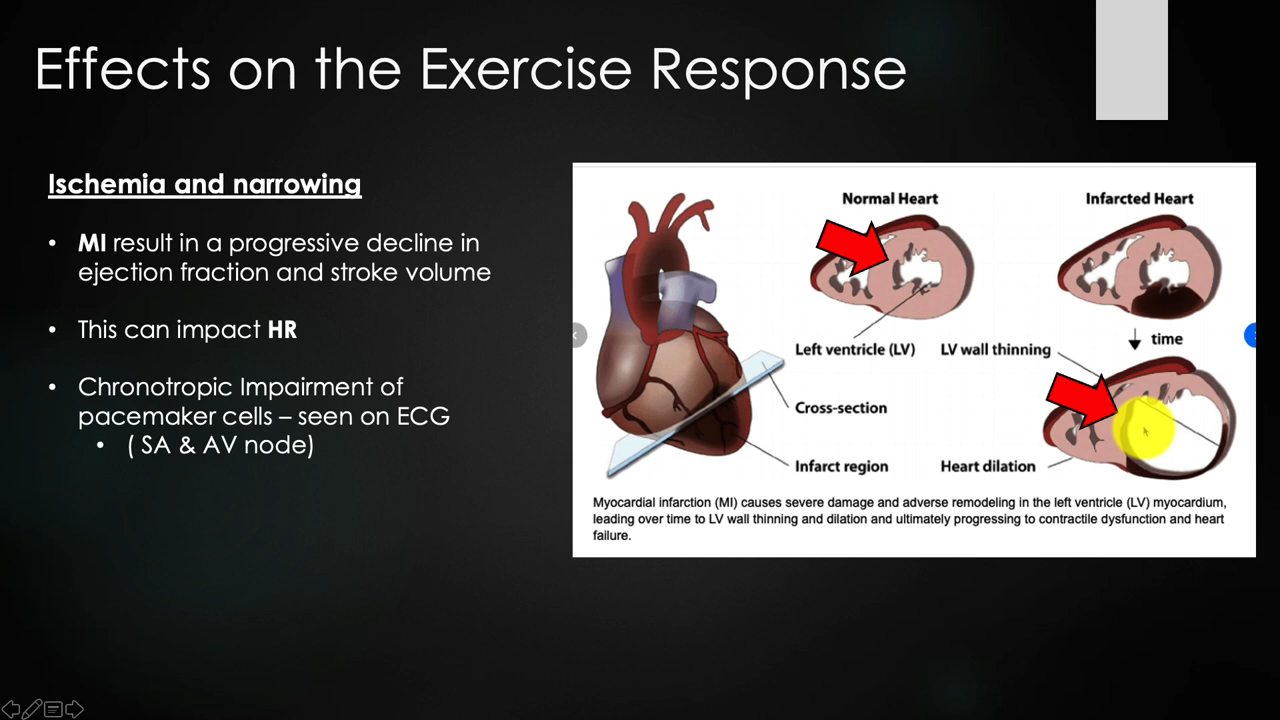 Effects on the Exercise Response
Ischemia and narrowing
• MI result in a progressive decline in
ejection fraction and stroke volume
• This can impact HR
• Chronotropic Impairment of
pacemaker cells – seen on ECG
• ( SA & AV node)
Normal Heart
Infarcted Heart
Left ventricle (LV)
LV wall thinning
time
Cross-section
Infarct region
Heart dilation
Myocardial infarction (MI) causes severe damage and adverse remodeling in the left ventricle (LV) myocardium,
leading over time to LV wall thinning and dilation and ultimately progressing to contractile dysfunction and heart
failure.